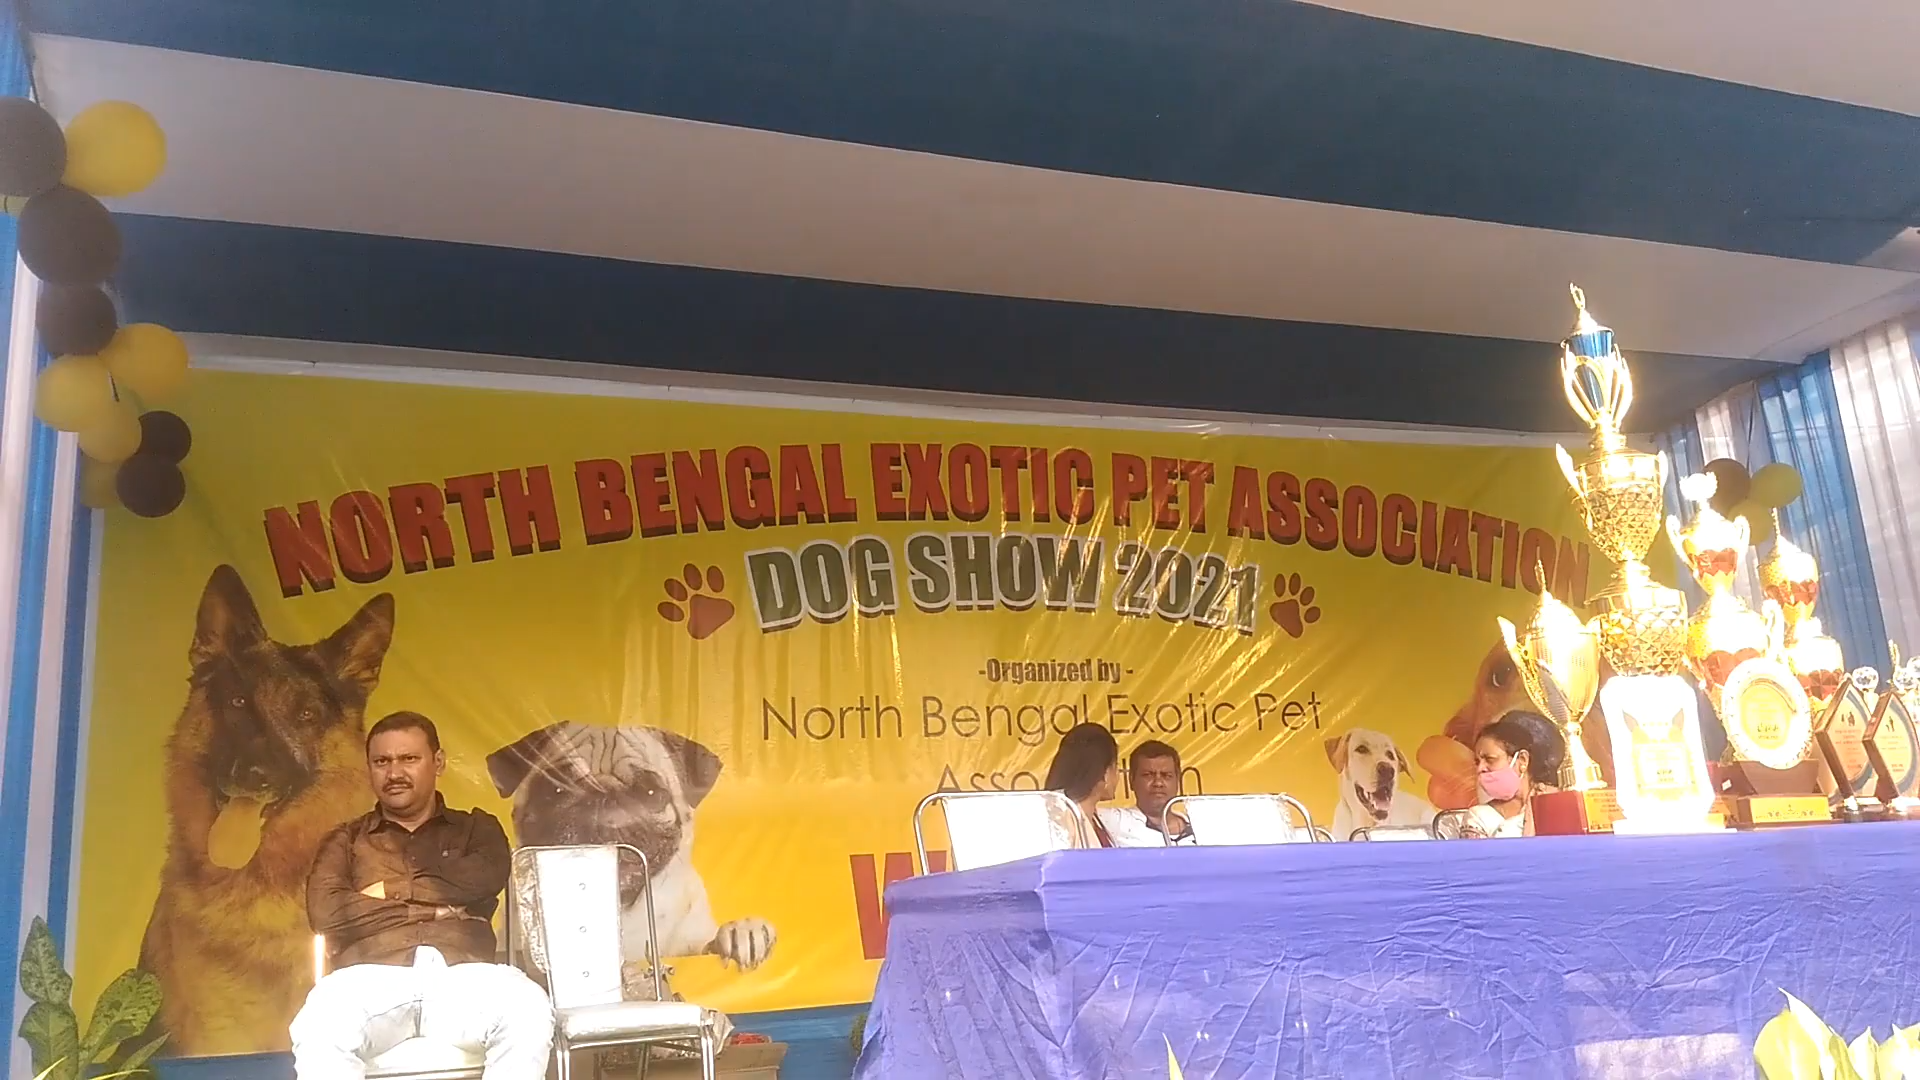 NORTH BENGAL EXOTIC PET ASSOCIATION
DOG SHOW 2021
-Organized by-
North Bengal Exotic Pet